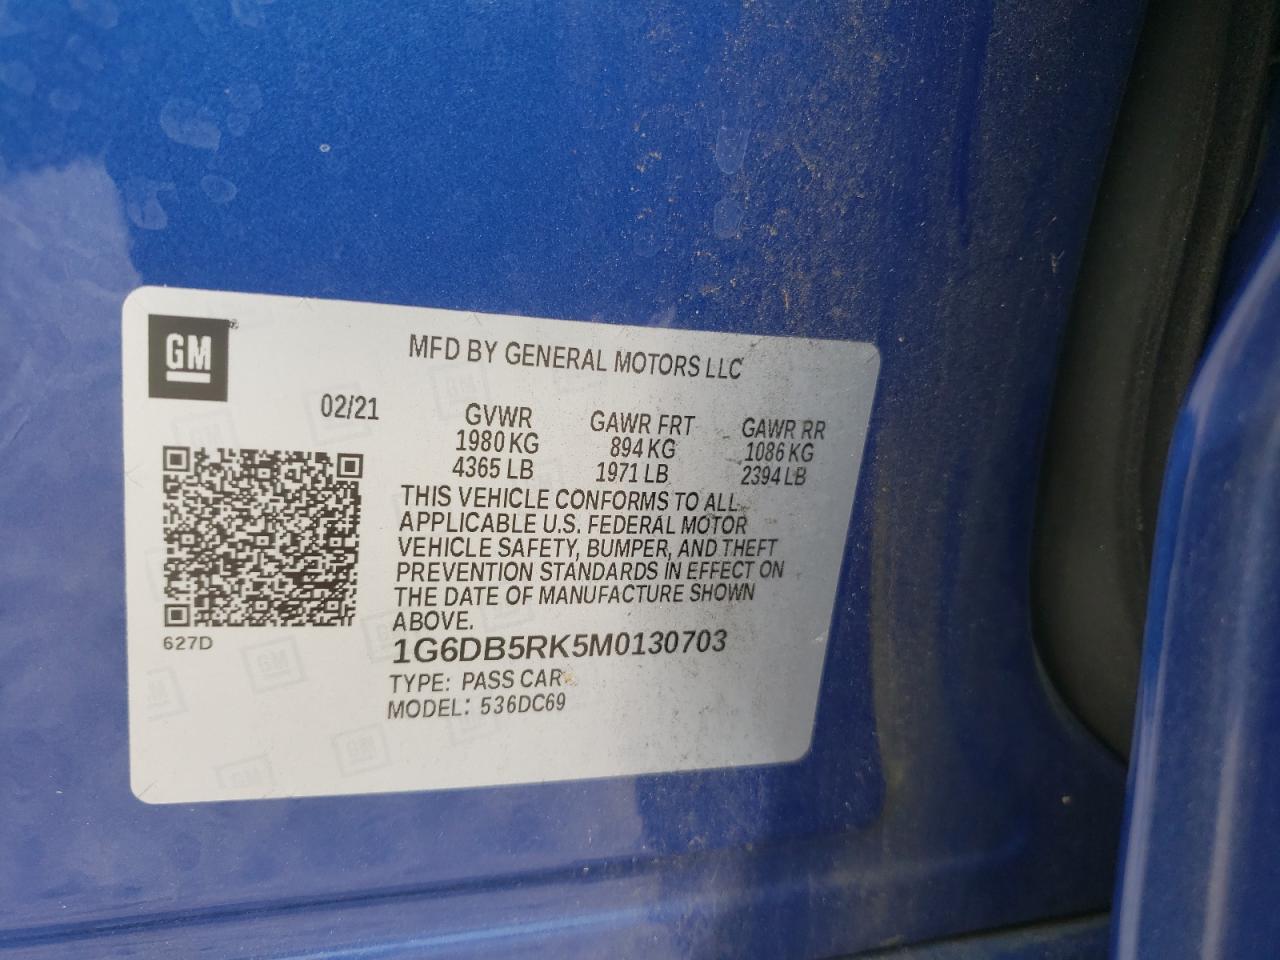 GM
MFD BY GENERAL MOTORS LLC
02/21
GVWR GAWR FRT GAWR RR
1980 KG 894 KG 1086 KG
4365 LB 1971 LB 2394 LB
THIS VEHICLE CONFORMS TO ALL
APPLICABLE U.S. FEDERAL MOTOR
VEHICLE SAFETY, BUMPER, AND THEFT
PREVENTION STANDARDS IN EFFECT ON
THE DATE OF MANUFACTURE SHOWN
ABOVE.
627D
1G6DB5RK5M0130703
TYPE: PASS CAR
MODEL: 536DC69